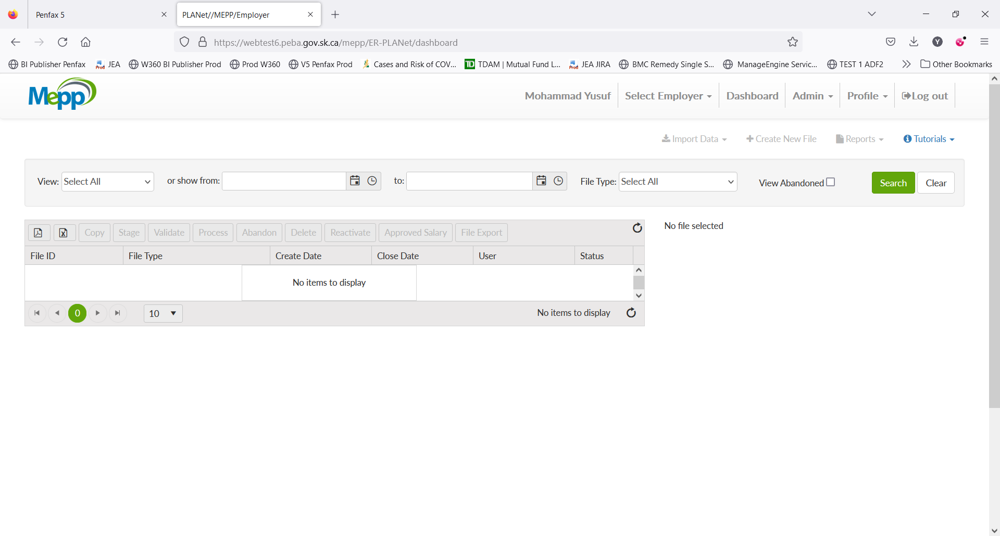 Penfax 5
PLANet//MEPP/Employer
https://webtest6.peba.gov.sk.ca/mepp/ER-PLANet/dashboard
Y
BI Publisher Penfax
Prod
JEA
W360 BI Publisher Prod
Prod W360
V5 Penfax Prod
Cases and Risk of COV...
TD
TDAM | Mutual Fund L...
Prod
JEA JIRA
BMC Remedy Single S...
ManageEngine Servic...
TEST 1 ADF2
Other Bookmarks
Mepp
Mohammad Yusuf
Select Employer
Dashboard
Admin
Profile
Log out
Import Data
Create New File
Reports
Tutorials
View: Select All
or show from:
to:
File Type: Select All
View Abandoned
Search
Clear
Copy
Stage
Validate
Process
Abandon
Delete
Reactivate
Approved Salary
File Export
No file selected
File ID
File Type
Create Date
Close Date
User
Status
No items to display
0
10
No items to display